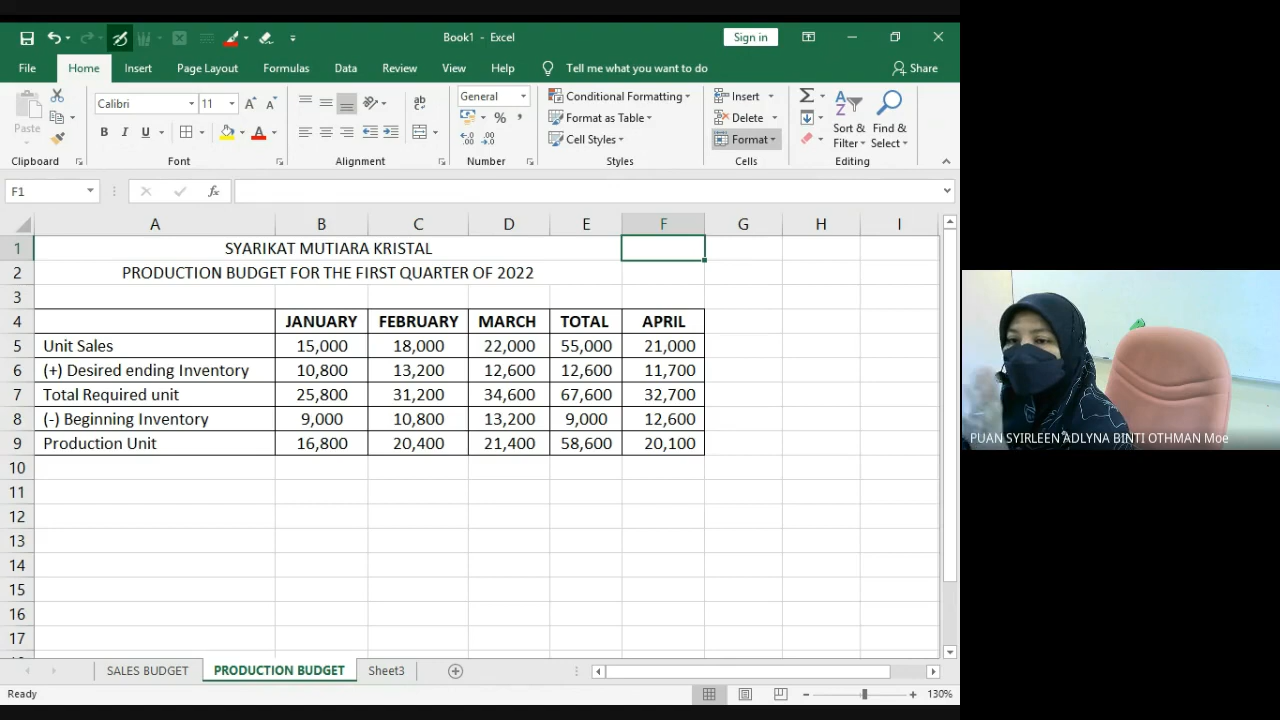 Book1 - Excel
Sign in
File Home Insert Page Layout Formulas Data Review View Help Tell me what you want to do Share
Paste
Calibri 11
B I U
General
% ,
Conditional Formatting
Format as Table
Cell Styles
Insert
Delete
Format
Sort & Filter
Find & Select
Clipboard Font Alignment Number Styles Cells Editing
F1 fx
A B C D E F G H I
1 SYARIKAT MUTIARA KRISTAL
2 PRODUCTION BUDGET FOR THE FIRST QUARTER OF 2022
3
4 JANUARY FEBRUARY MARCH TOTAL APRIL
5 Unit Sales 15,000 18,000 22,000 55,000 21,000
6 (+) Desired ending Inventory 10,800 13,200 12,600 12,600 11,700
7 Total Required unit 25,800 31,200 34,600 67,600 32,700
8 (-) Beginning Inventory 9,000 10,800 13,200 9,000 12,600
9 Production Unit 16,800 20,400 21,400 58,600 20,100
10
11
12
13
14
15
16
17
SALES BUDGET PRODUCTION BUDGET Sheet3
Ready 130%
PUAN SYIRLEEN ADLYNA BINTI OTHMAN Moe